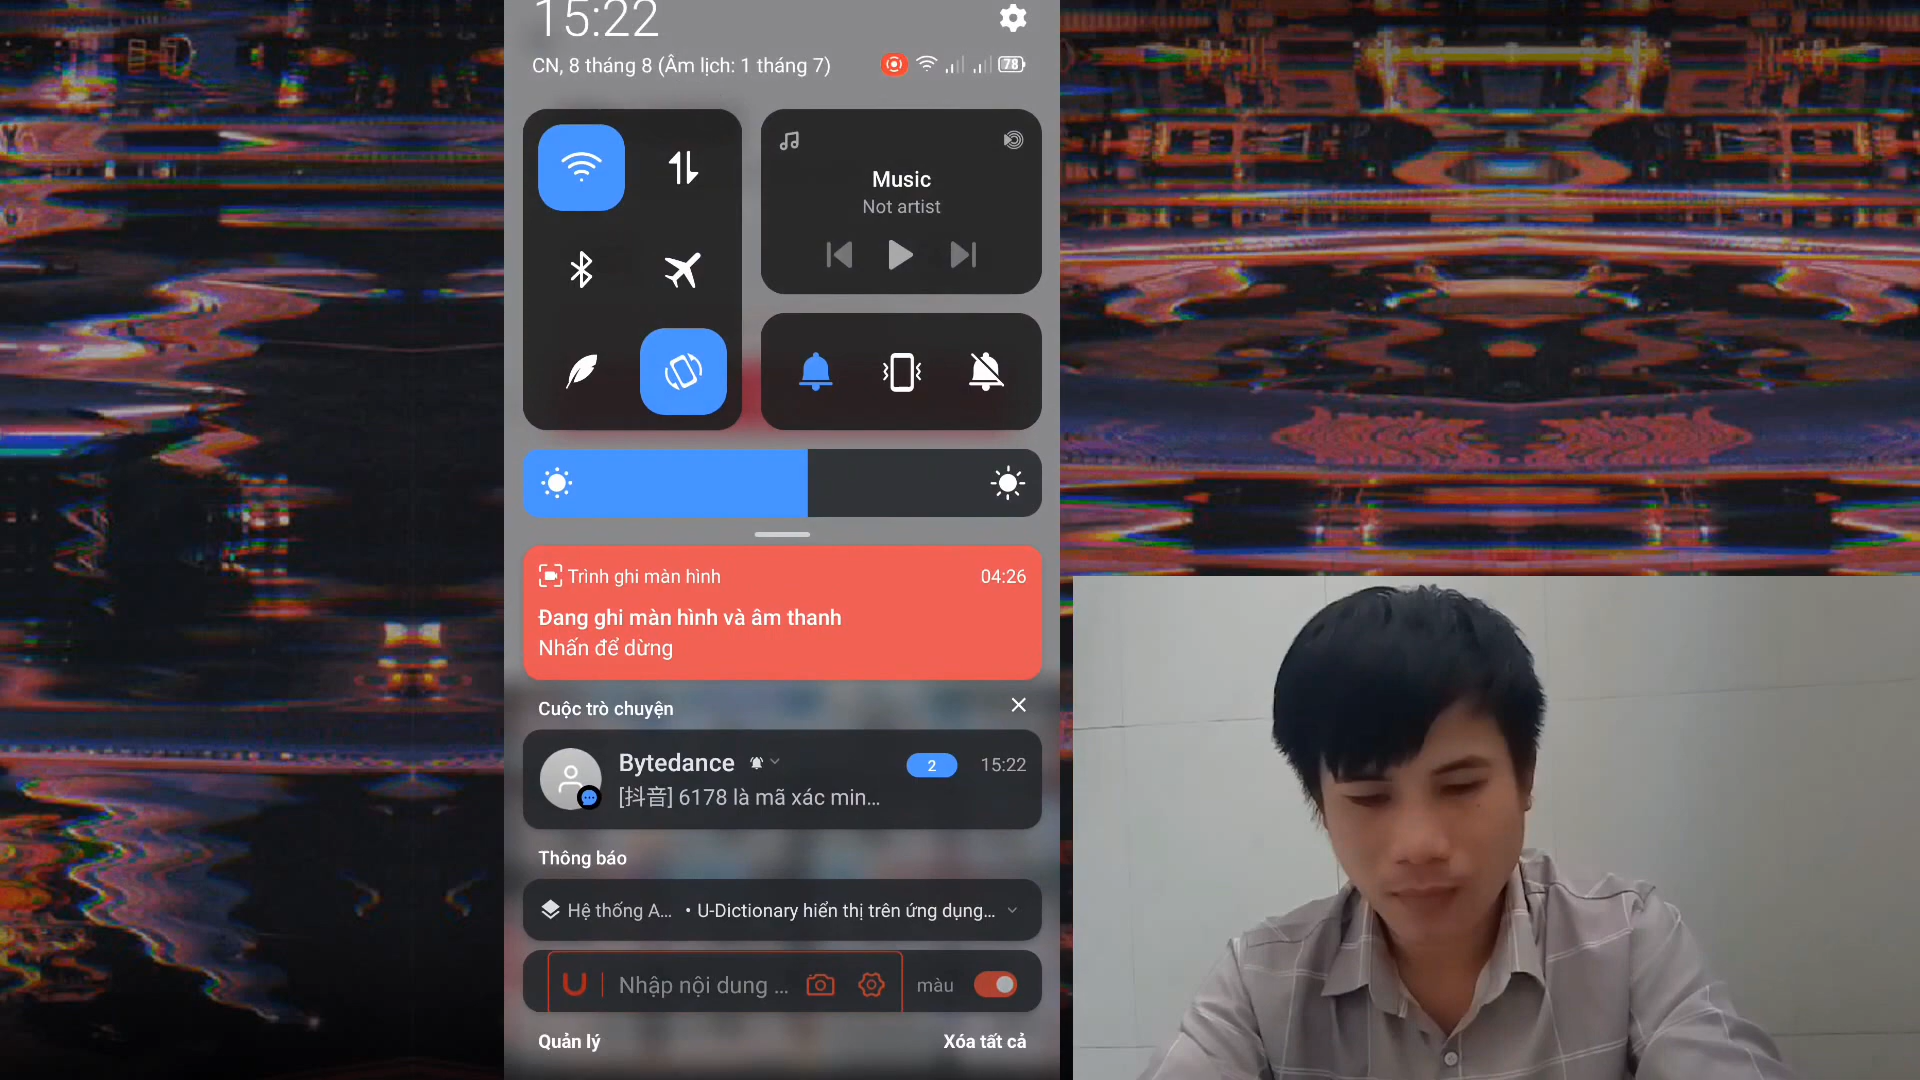 15:22
CN, 8 tháng 8 (Âm lịch: 1 tháng 7)
78
Music
Not artist
Trình ghi màn hình
04:26
Đang ghi màn hình và âm thanh
Nhấn để dừng
Cuộc trò chuyện
Bytedance
2
15:22
[抖音] 6178 là mã xác min...
Thông báo
Hệ thống A... • U-Dictionary hiển thị trên ứng dụng...
U Nhập nội dung ...
màu
Quản lý
Xóa tất cả